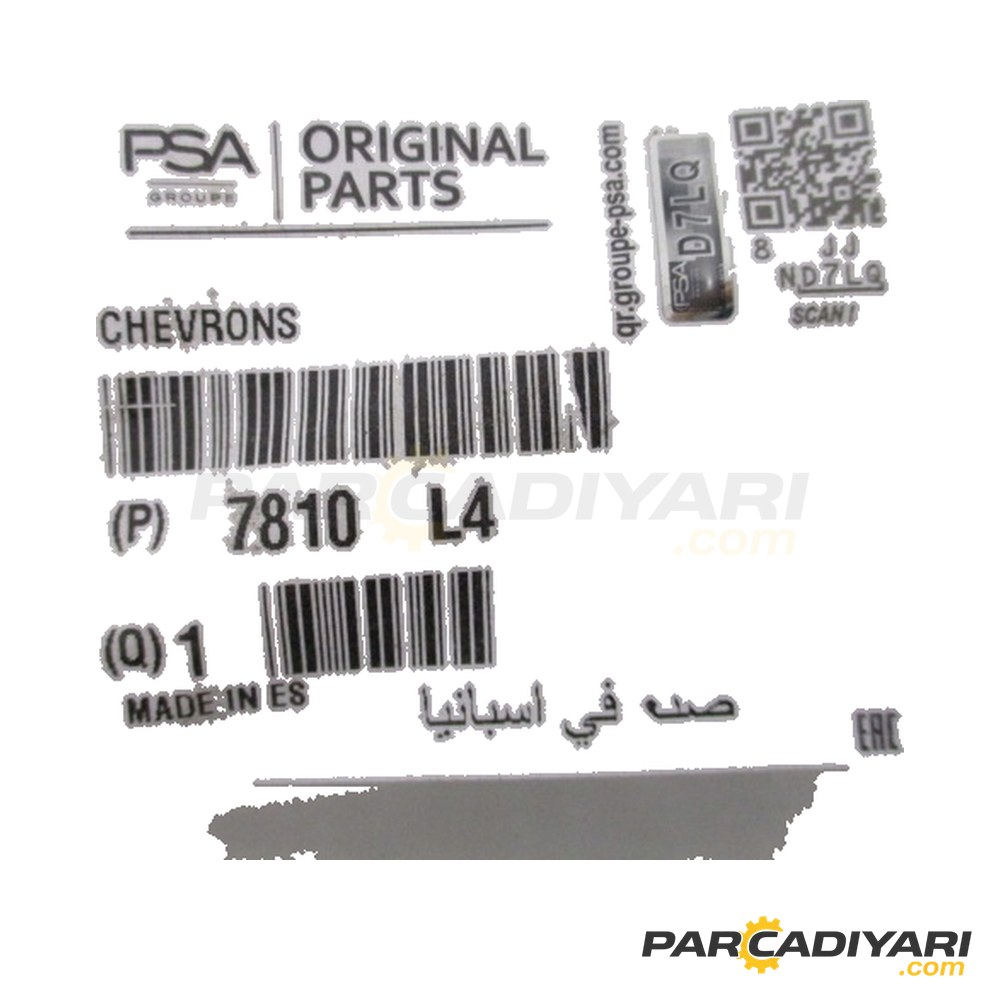 PSA
GROUPE
ORIGINAL
PARTS
qr.groupe-psa.com
PSA
D7LQ
8 JJ
ND7LQ
SCAN!
CHEVRONS
(P) 7810 L4
(Q) 1
MADE IN ES
صنع في اسبانيا
EAC
PARCADIYARI
.com
PARCADIYARI
.com